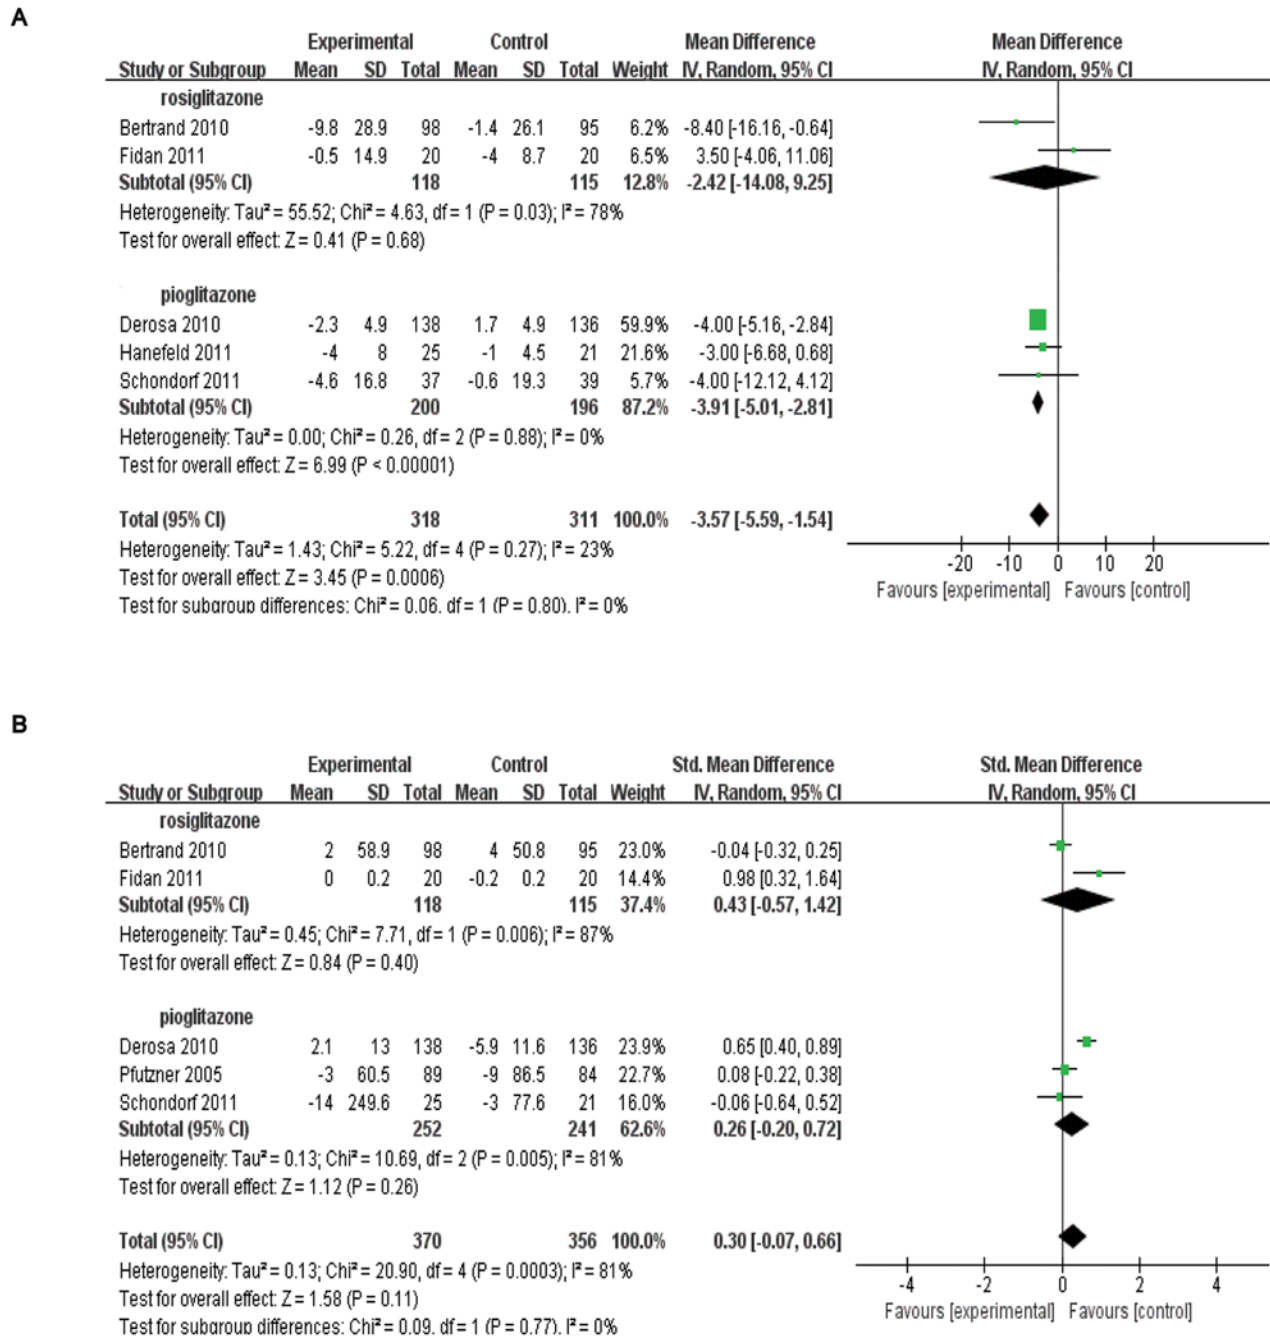 A
Experimental Control Mean Difference Mean Difference
Study or Subgroup Mean SD Total Mean SD Total Weight IV, Random, 95% CI IV, Random, 95% CI
rosiglitazone
Bertrand 2010 -9.8 28.9 98 -1.4 26.1 95 6.2% -8.40 [-16.16, -0.64]
Fidan 2011 -0.5 14.9 20 -4 8.7 20 6.5% 3.50 [-4.06, 11.06]
Subtotal (95% CI) 118 115 12.8% -2.42 [-14.08, 9.25]
Heterogeneity: Tau² = 55.52; Chi² = 4.63, df = 1 (P = 0.03); I² = 78%
Test for overall effect: Z = 0.41 (P = 0.68)
pioglitazone
Derosa 2010 -2.3 4.9 138 1.7 4.9 136 59.9% -4.00 [-5.16, -2.84]
Hanefeld 2011 -4 8 25 -1 4.5 21 21.6% -3.00 [-6.68, 0.68]
Schondorf 2011 -4.6 16.8 37 -0.6 19.3 39 5.7% -4.00 [-12.12, 4.12]
Subtotal (95% CI) 200 196 87.2% -3.91 [-5.01, -2.81]
Heterogeneity: Tau² = 0.00; Chi² = 0.26, df = 2 (P = 0.88); I² = 0%
Test for overall effect: Z = 6.99 (P < 0.00001)
Total (95% CI) 318 311 100.0% -3.57 [-5.59, -1.54]
Heterogeneity: Tau² = 1.43; Chi² = 5.22, df = 4 (P = 0.27); I² = 23%
Test for overall effect: Z = 3.45 (P = 0.0006)
Test for subgroup differences: Chi² = 0.06, df = 1 (P = 0.80), I² = 0%
-20 -10 0 10 20
Favours [experimental] Favours [control]
B
Experimental Control Std. Mean Difference Std. Mean Difference
Study or Subgroup Mean SD Total Mean SD Total Weight IV, Random, 95% CI IV, Random, 95% CI
rosiglitazone
Bertrand 2010 2 58.9 98 4 50.8 95 23.0% -0.04 [-0.32, 0.25]
Fidan 2011 0 0.2 20 -0.2 0.2 20 14.4% 0.98 [0.32, 1.64]
Subtotal (95% CI) 118 115 37.4% 0.43 [-0.57, 1.42]
Heterogeneity: Tau² = 0.45; Chi² = 7.71, df = 1 (P = 0.006); I² = 87%
Test for overall effect: Z = 0.84 (P = 0.40)
pioglitazone
Derosa 2010 2.1 13 138 -5.9 11.6 136 23.9% 0.65 [0.40, 0.89]
Pfutzner 2005 -3 60.5 89 -9 86.5 84 22.7% 0.08 [-0.22, 0.38]
Schondorf 2011 -14 249.6 25 -3 77.6 21 16.0% -0.06 [-0.64, 0.52]
Subtotal (95% CI) 252 241 62.6% 0.26 [-0.20, 0.72]
Heterogeneity: Tau² = 0.13; Chi² = 10.69, df = 2 (P = 0.005); I² = 81%
Test for overall effect: Z = 1.12 (P = 0.26)
Total (95% CI) 370 356 100.0% 0.30 [-0.07, 0.66]
Heterogeneity: Tau² = 0.13; Chi² = 20.90, df = 4 (P = 0.0003); I² = 81%
Test for overall effect: Z = 1.58 (P = 0.11)
Test for subgroup differences: Chi² = 0.09, df = 1 (P = 0.77), I² = 0%
-4 -2 0 2 4
Favours [experimental] Favours [control]